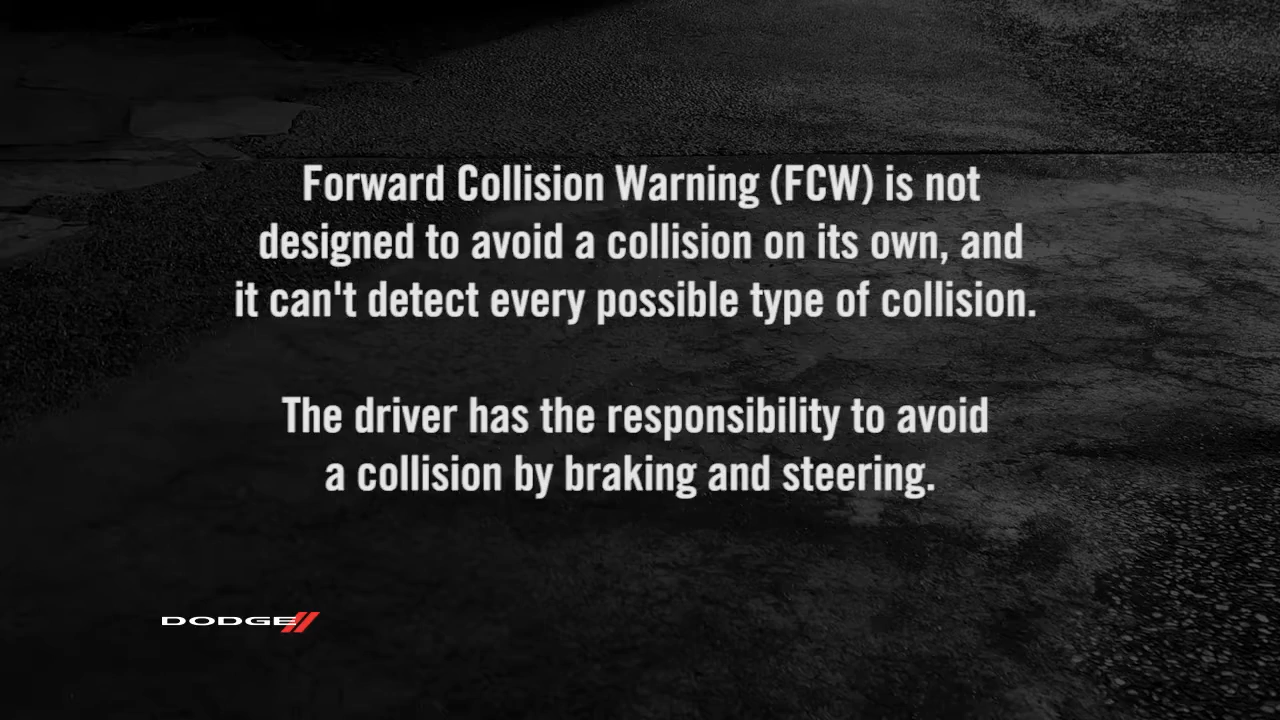 Forward Collision Warning (FCW) is not
designed to avoid a collision on its own, and
it can't detect every possible type of collision.
The driver has the responsibility to avoid
a collision by braking and steering.
DODGE